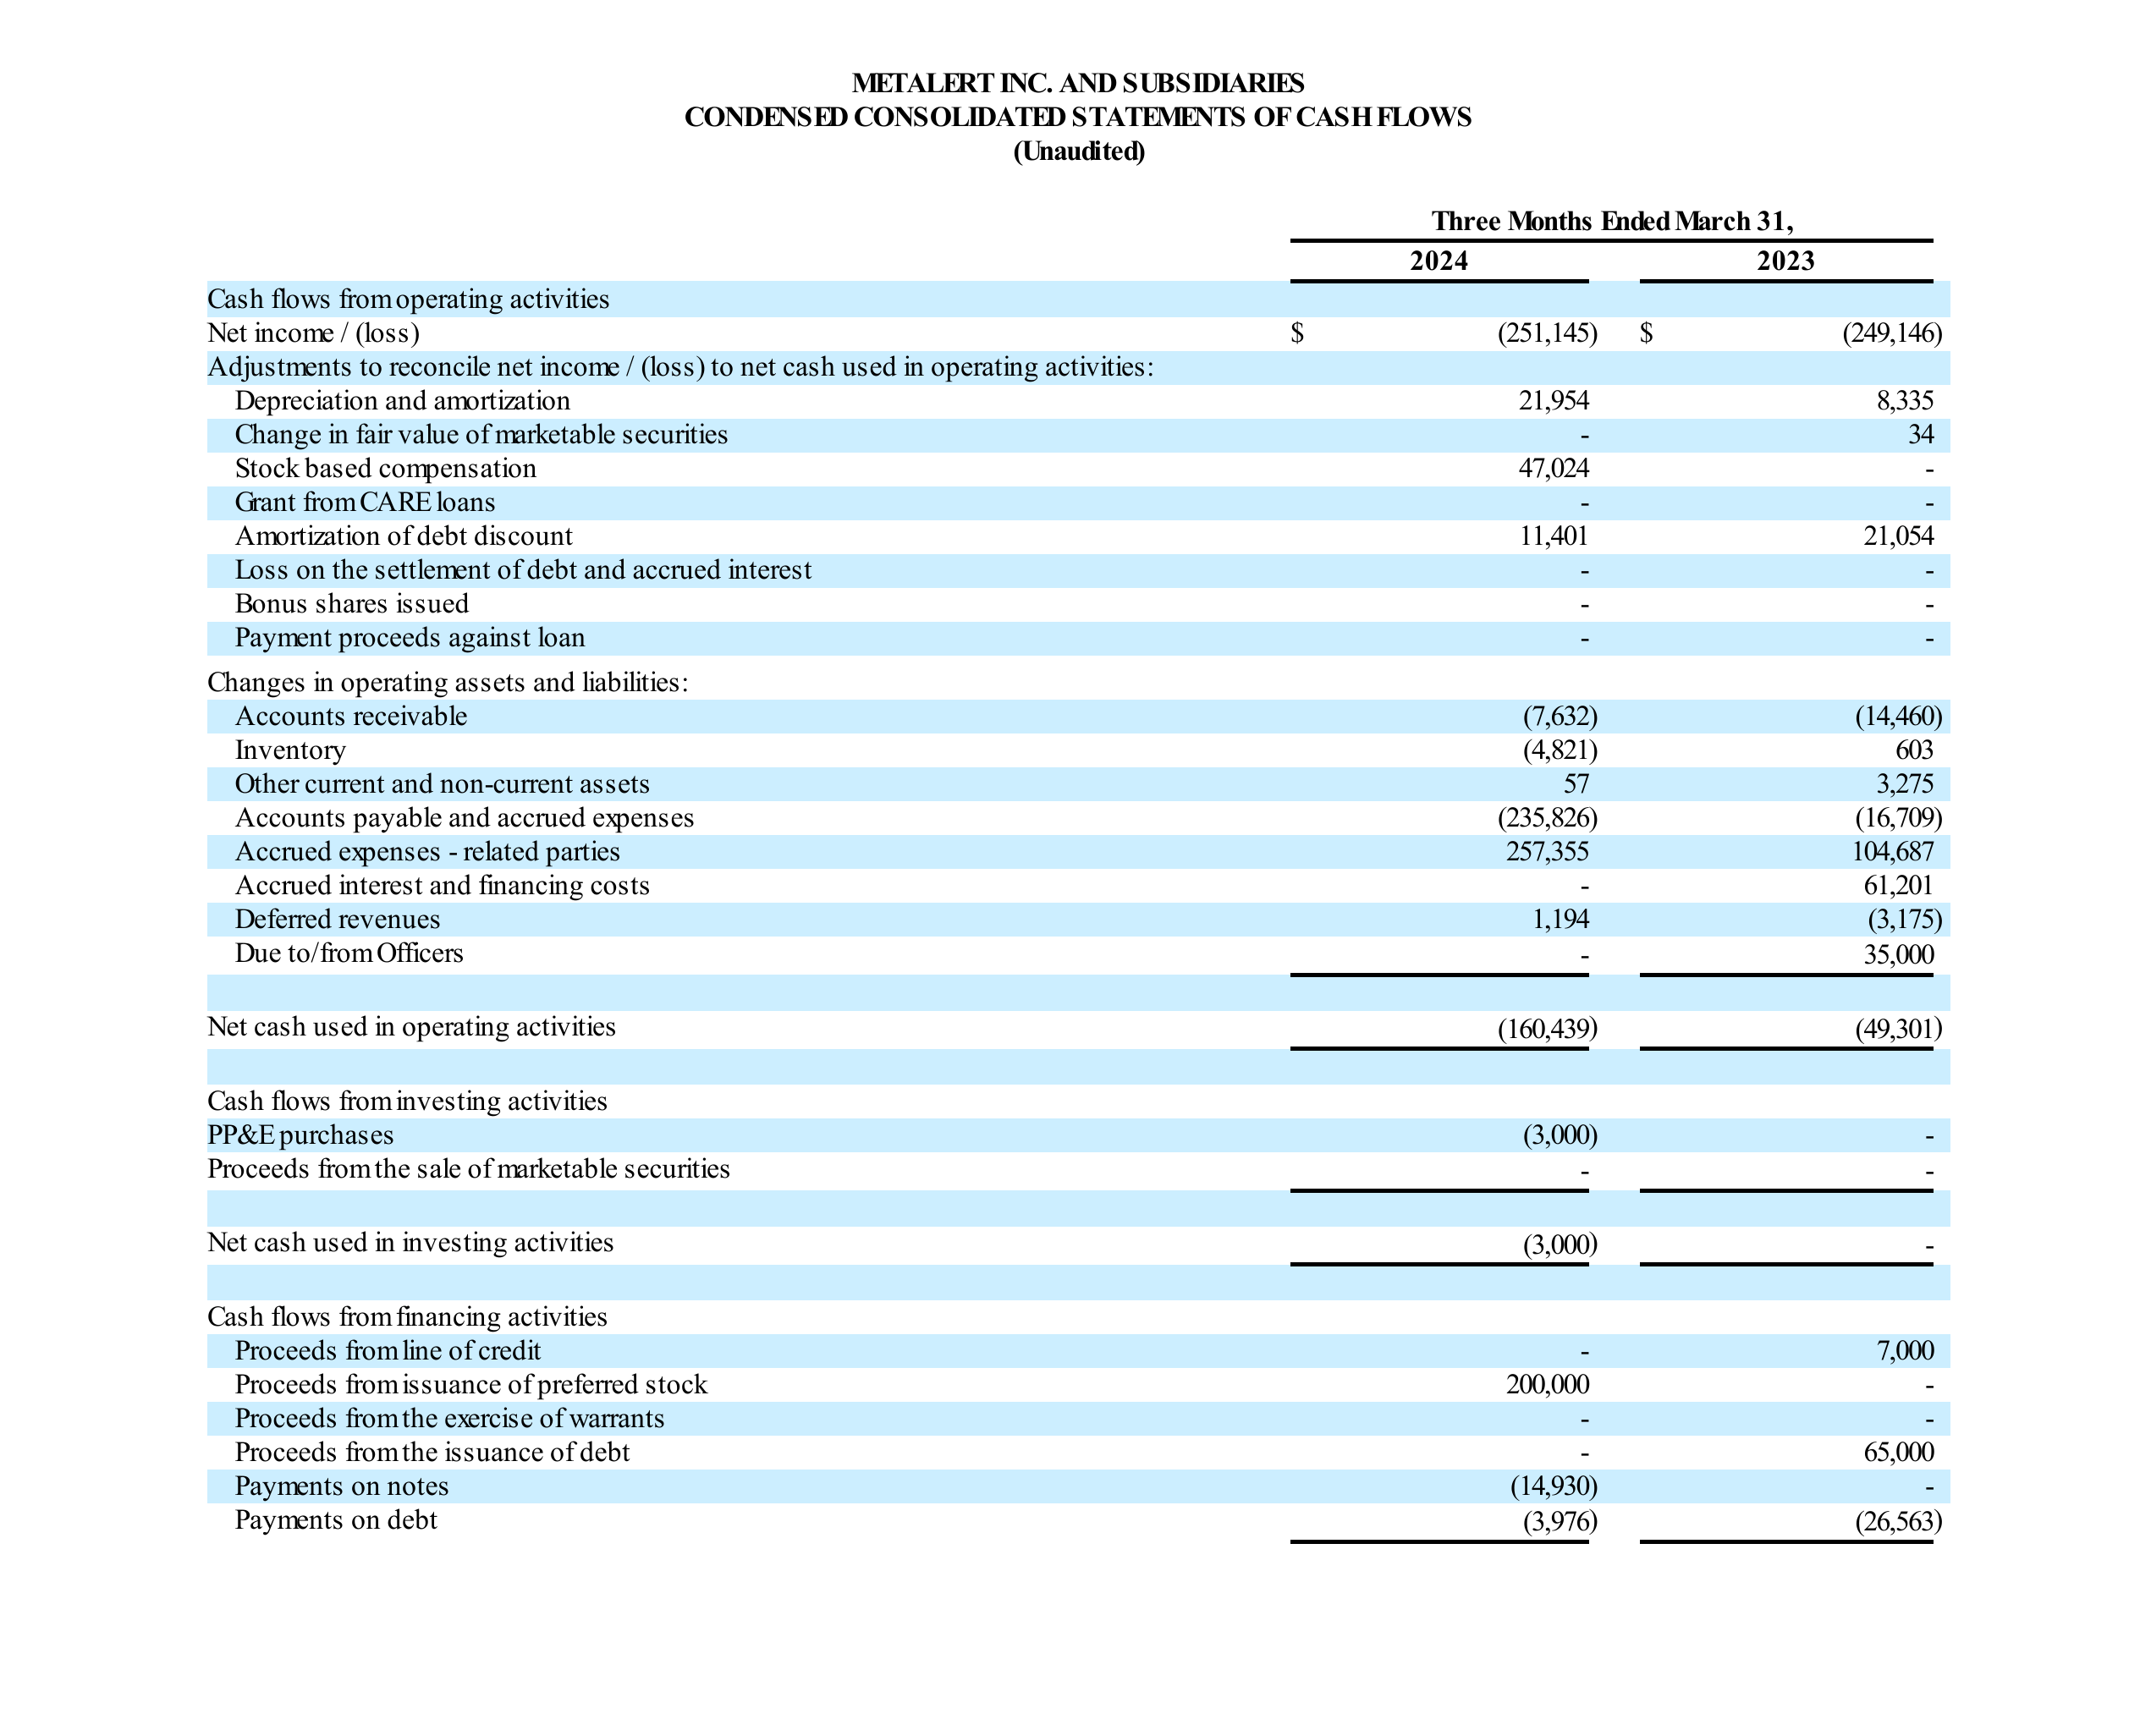 METALERT INC. AND SUBSIDIARIES
CONDENSED CONSOLIDATED STATEMENTS OF CASH FLOWS
(Unaudited)
Three Months Ended March 31,
2024 2023
Cash flows from operating activities
Net income / (loss) $ (251,145) $ (249,146)
Adjustments to reconcile net income / (loss) to net cash used in operating activities:
Depreciation and amortization 21,954 8,335
Change in fair value of marketable securities - 34
Stock based compensation 47,024 -
Grant from CARE loans - -
Amortization of debt discount 11,401 21,054
Loss on the settlement of debt and accrued interest - -
Bonus shares issued - -
Payment proceeds against loan - -
Changes in operating assets and liabilities:
Accounts receivable (7,632) (14,460)
Inventory (4,821) 603
Other current and non-current assets 57 3,275
Accounts payable and accrued expenses (235,826) (16,709)
Accrued expenses - related parties 257,355 104,687
Accrued interest and financing costs - 61,201
Deferred revenues 1,194 (3,175)
Due to/from Officers - 35,000
Net cash used in operating activities (160,439) (49,301)
Cash flows from investing activities
PP&E purchases (3,000) -
Proceeds from the sale of marketable securities - -
Net cash used in investing activities (3,000) -
Cash flows from financing activities
Proceeds from line of credit - 7,000
Proceeds from issuance of preferred stock 200,000 -
Proceeds from the exercise of warrants - -
Proceeds from the issuance of debt - 65,000
Payments on notes (14,930) -
Payments on debt (3,976) (26,563)